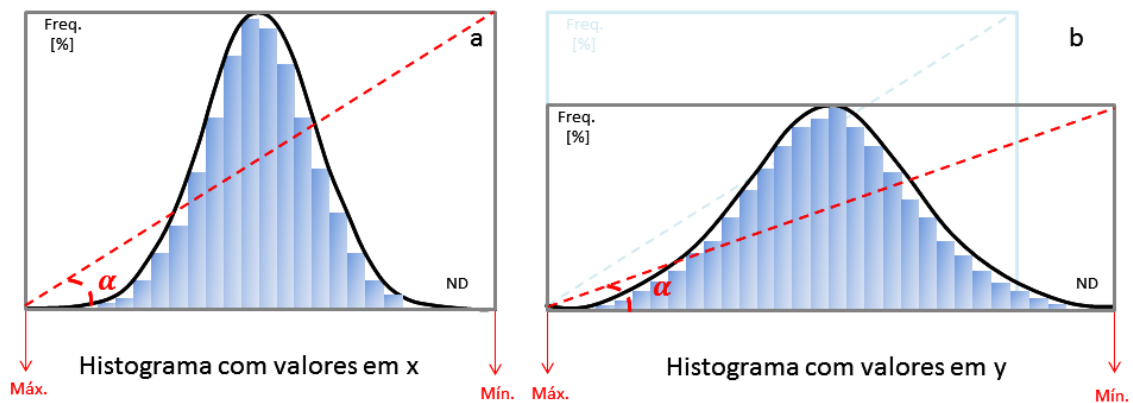 Freq.
[%]
a
α
ND
Histograma com valores em x
Máx.
Mín.
Freq.
[%]
b
Freq.
[%]
α
ND
Histograma com valores em y
Máx.
Mín.